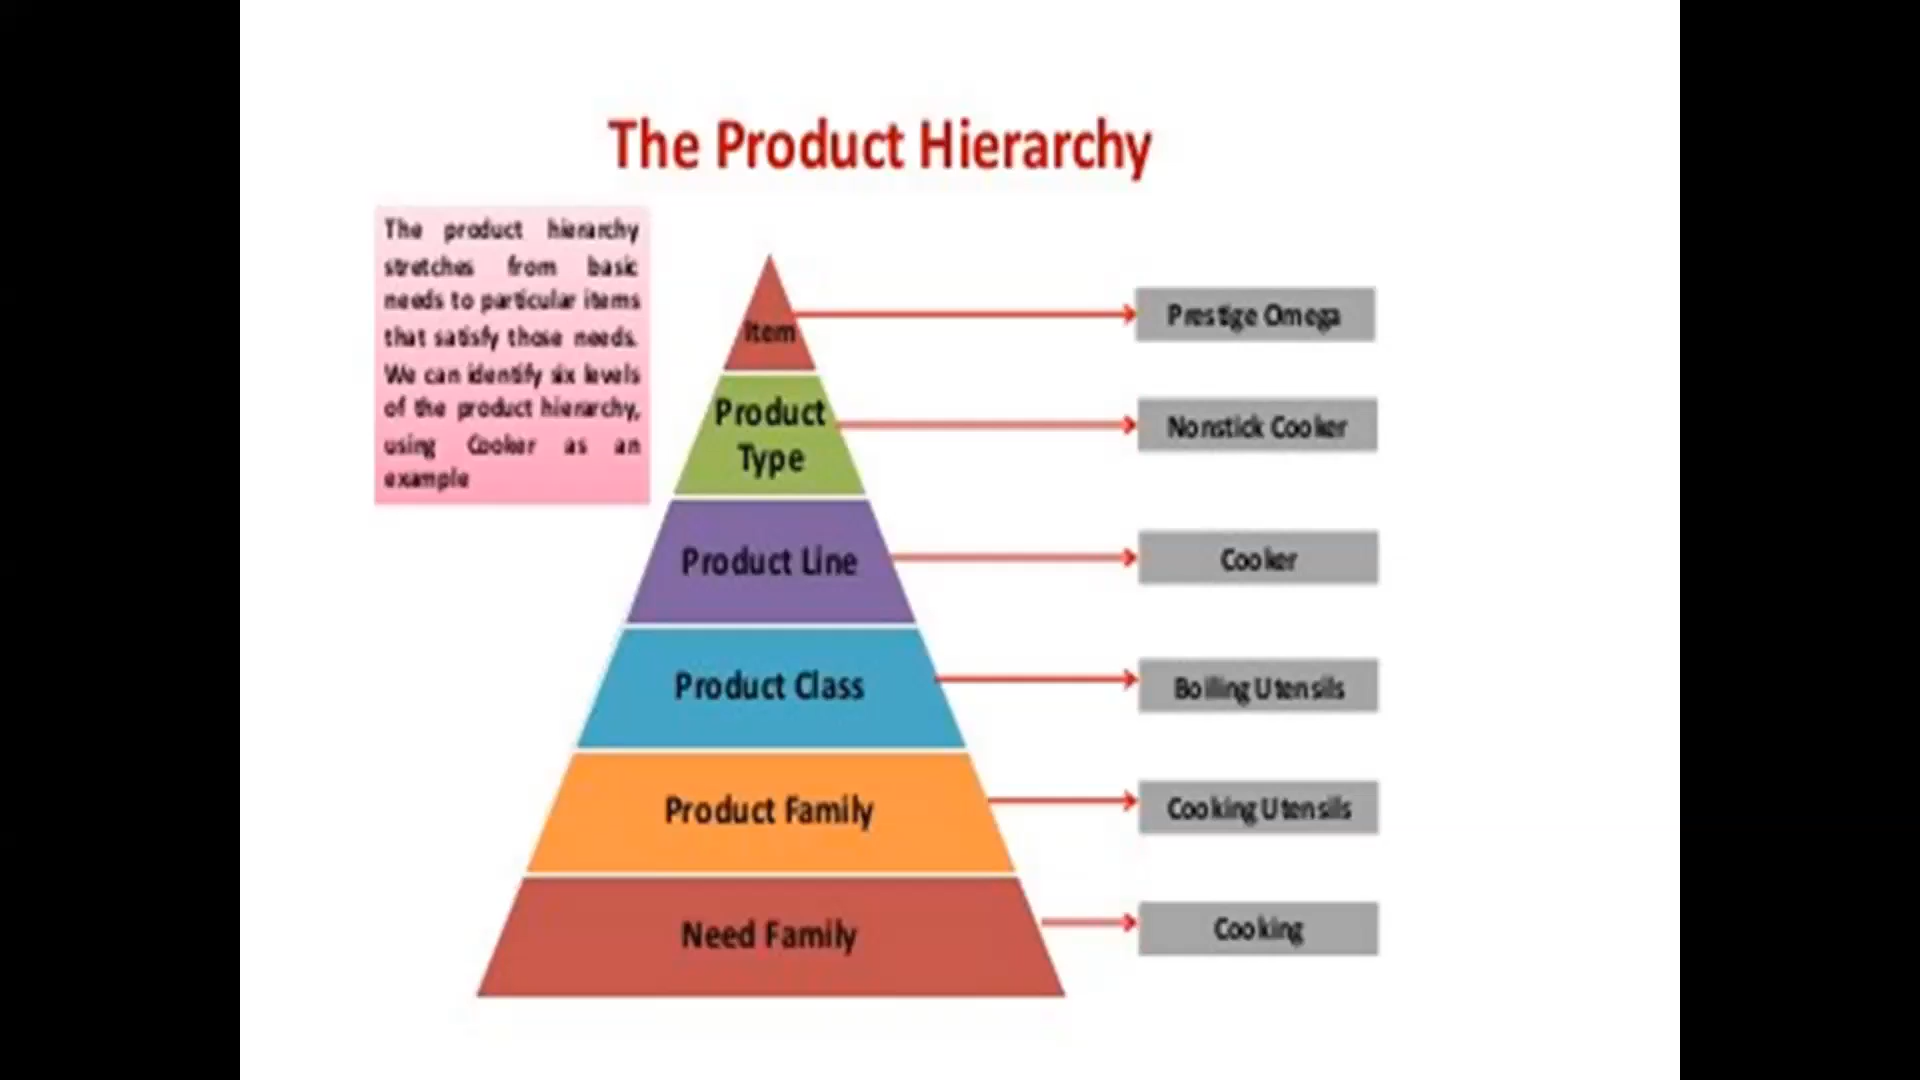 The Product Hierarchy
The product hierarchy
stretches from basic
needs to particular items
that satisfy those needs.
We can identify six levels
of the product hierarchy,
using Cooker as an
example
Item
Prestige Omega
Product
Type
Nonstick Cooker
Product Line
Cooker
Product Class
Boiling Utensils
Product Family
Cooking Utensils
Need Family
Cooking